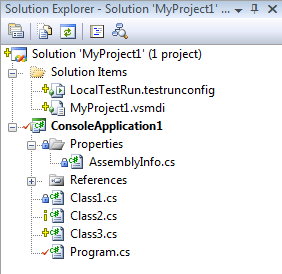 Solution Explorer - Solution 'MyProject1' ...
Solution 'MyProject1' (1 project)
Solution Items
LocalTestRun.testrunconfig
MyProject1.vsmdi
ConsoleApplication1
Properties
AssemblyInfo.cs
References
Class1.cs
Class2.cs
Class3.cs
Program.cs